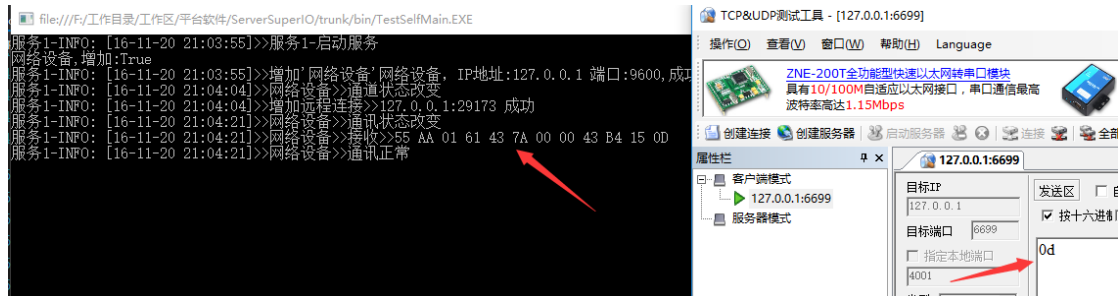 file:///F:/工作目录/工作区/平台软件/ServerSuperIO/trunk/bin/TestSelfMain.EXE
服务1-INFO: [16-11-20 21:03:55]>>服务1-启动服务
网络设备,增加:True
服务1-INFO: [16-11-20 21:03:55]>>增加'网络设备'网络设备，IP地址:127.0.0.1 端口:9600,成功
服务1-INFO: [16-11-20 21:04:04]>>网络设备>>通道状态改变
服务1-INFO: [16-11-20 21:04:04]>>增加远程连接>>127.0.0.1:29173 成功
服务1-INFO: [16-11-20 21:04:21]>>网络设备>>通讯状态改变
服务1-INFO: [16-11-20 21:04:21]>>网络设备>>接收>>55 AA 01 61 43 7A 00 00 43 B4 15 0D
服务1-INFO: [16-11-20 21:04:21]>>网络设备>>通讯正常
TCP&UDP测试工具 - [127.0.0.1:6699]
操作(O) 查看(V) 窗口(W) 帮助(H) Language
ZNE-200T全功能型快速以太网转串口模块
具有10/100M自适应以太网接口，串口通信最高
波特率高达1.15Mbps
创建连接 创建服务器 启动服务器 连接 全部
属性栏
客户端模式
127.0.0.1:6699
服务器模式
127.0.0.1:6699
目标IP
127.0.0.1
目标端口 6699
指定本地端口
4001
发送区
按十六进制
0d